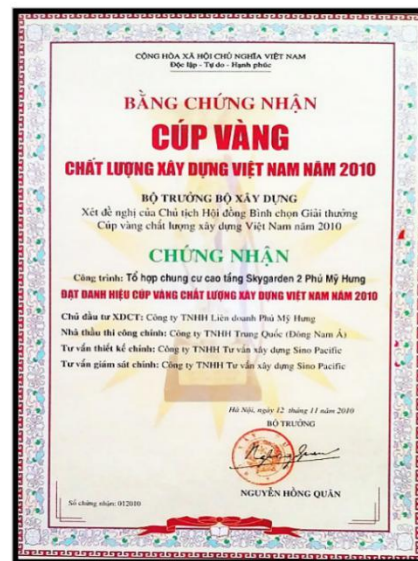 CỘNG HÒA XÃ HỘI CHỦ NGHĨA VIỆT NAM
Độc lập - Tự do - Hạnh phúc
BẰNG CHỨNG NHẬN
CÚP VÀNG
CHẤT LƯỢNG XÂY DỰNG VIỆT NAM NĂM 2010
BỘ TRƯỞNG BỘ XÂY DỰNG
Xét đề nghị của Chủ tịch Hội đồng Bình chọn Giải thưởng
Cúp vàng chất lượng xây dựng Việt Nam năm 2010
CHỨNG NHẬN
Công trình: Tổ hợp chung cư cao tầng Skygarden 2 Phú Mỹ Hưng
ĐẠT DANH HIỆU CÚP VÀNG CHẤT LƯỢNG XÂY DỰNG VIỆT NAM NĂM 2010
Chủ đầu tư XDCT: Công ty TNHH Liên doanh Phú Mỹ Hưng
Nhà thầu thi công chính: Công ty TNHH Trung Quốc (Đông Nam Á)
Tư vấn thiết kế chính: Công ty TNHH Tư vấn xây dựng Sino Pacific
Tư vấn giám sát chính: Công ty TNHH Tư vấn xây dựng Sino Pacific
Hà Nội, ngày 12 tháng 11 năm 2010
BỘ TRƯỞNG
NGUYỄN HỒNG QUÂN
Số chứng nhận: 012010